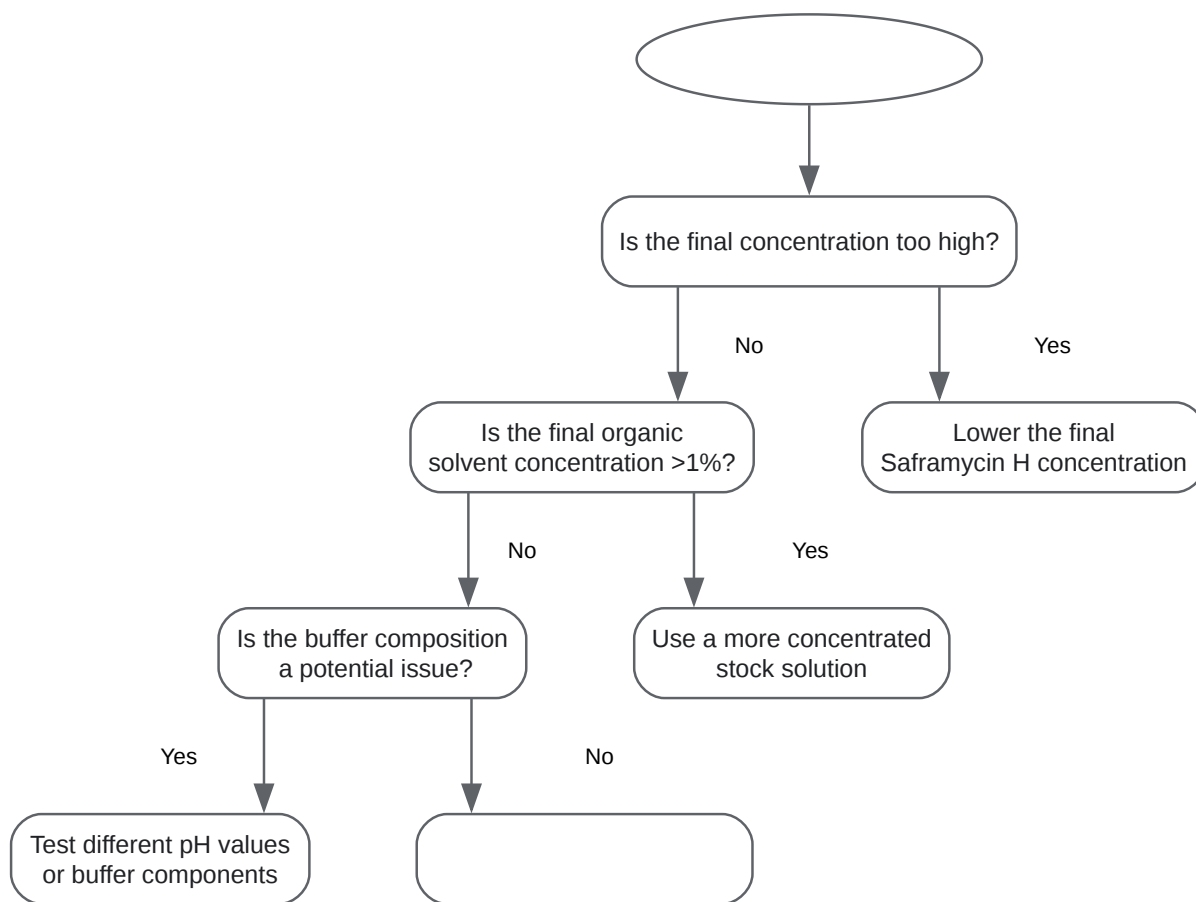 Is the final concentration too high?
No
Yes
Is the final organic
solvent concentration >1%?
Lower the final
Saframycin H concentration
No
Yes
Is the buffer composition
a potential issue?
Use a more concentrated
stock solution
Yes
No
Test different pH values
or buffer components